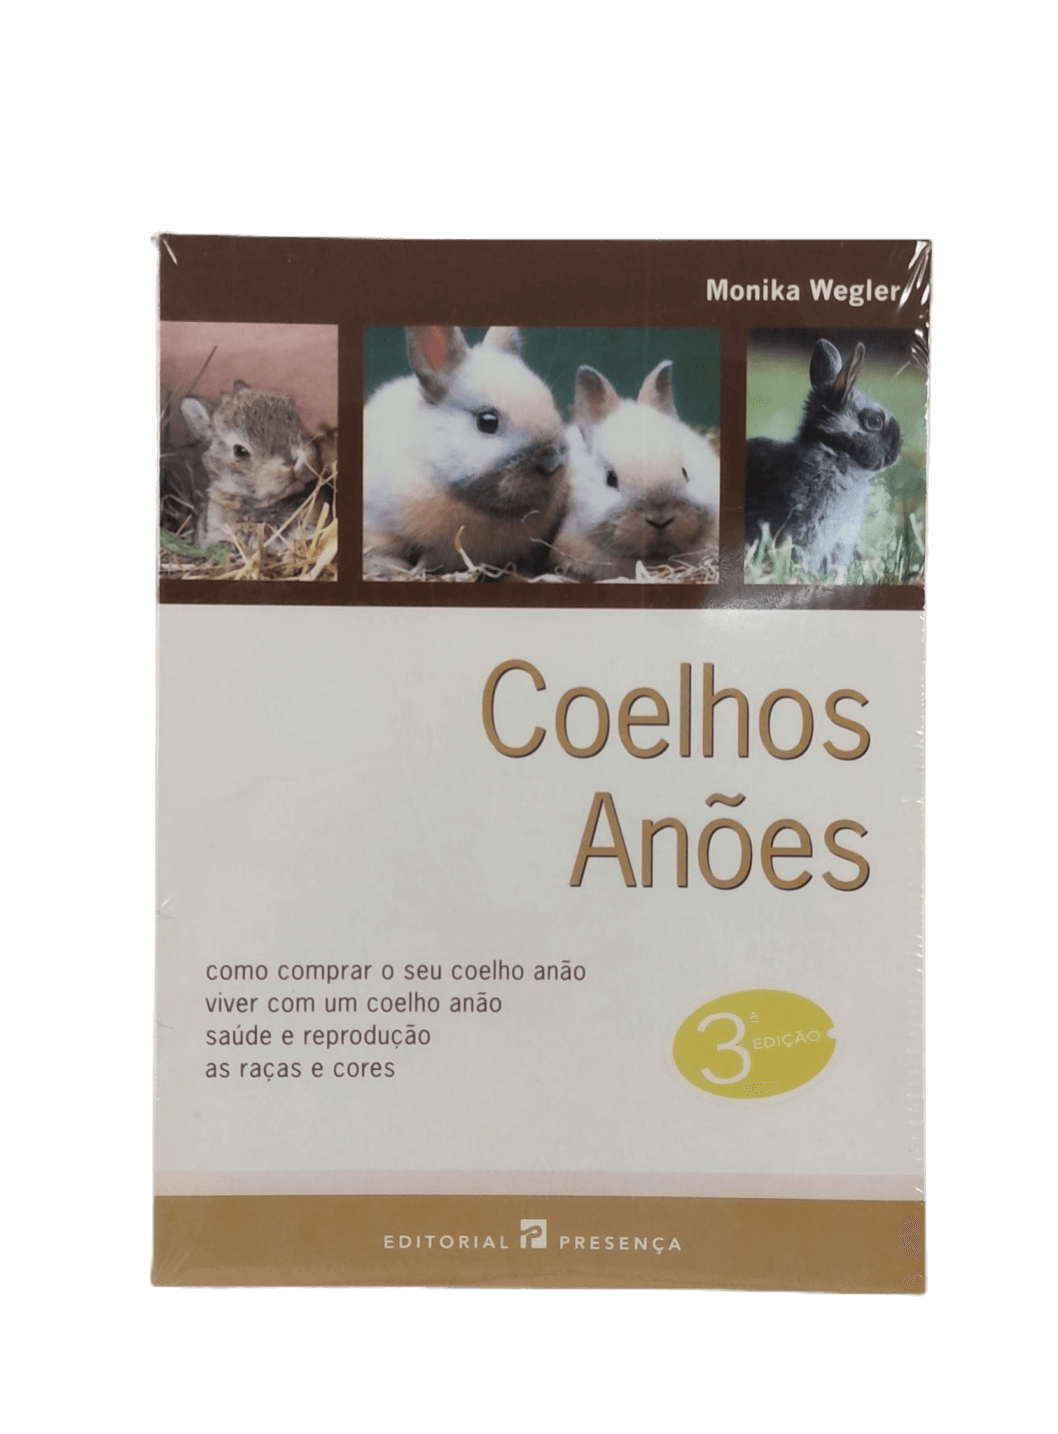 Monika Wegler
Coelhos
Anões
como comprar o seu coelho anão
viver com um coelho anão
saúde e reprodução
as raças e cores
3ª EDIÇÃO
EDITORIAL PRESENÇA